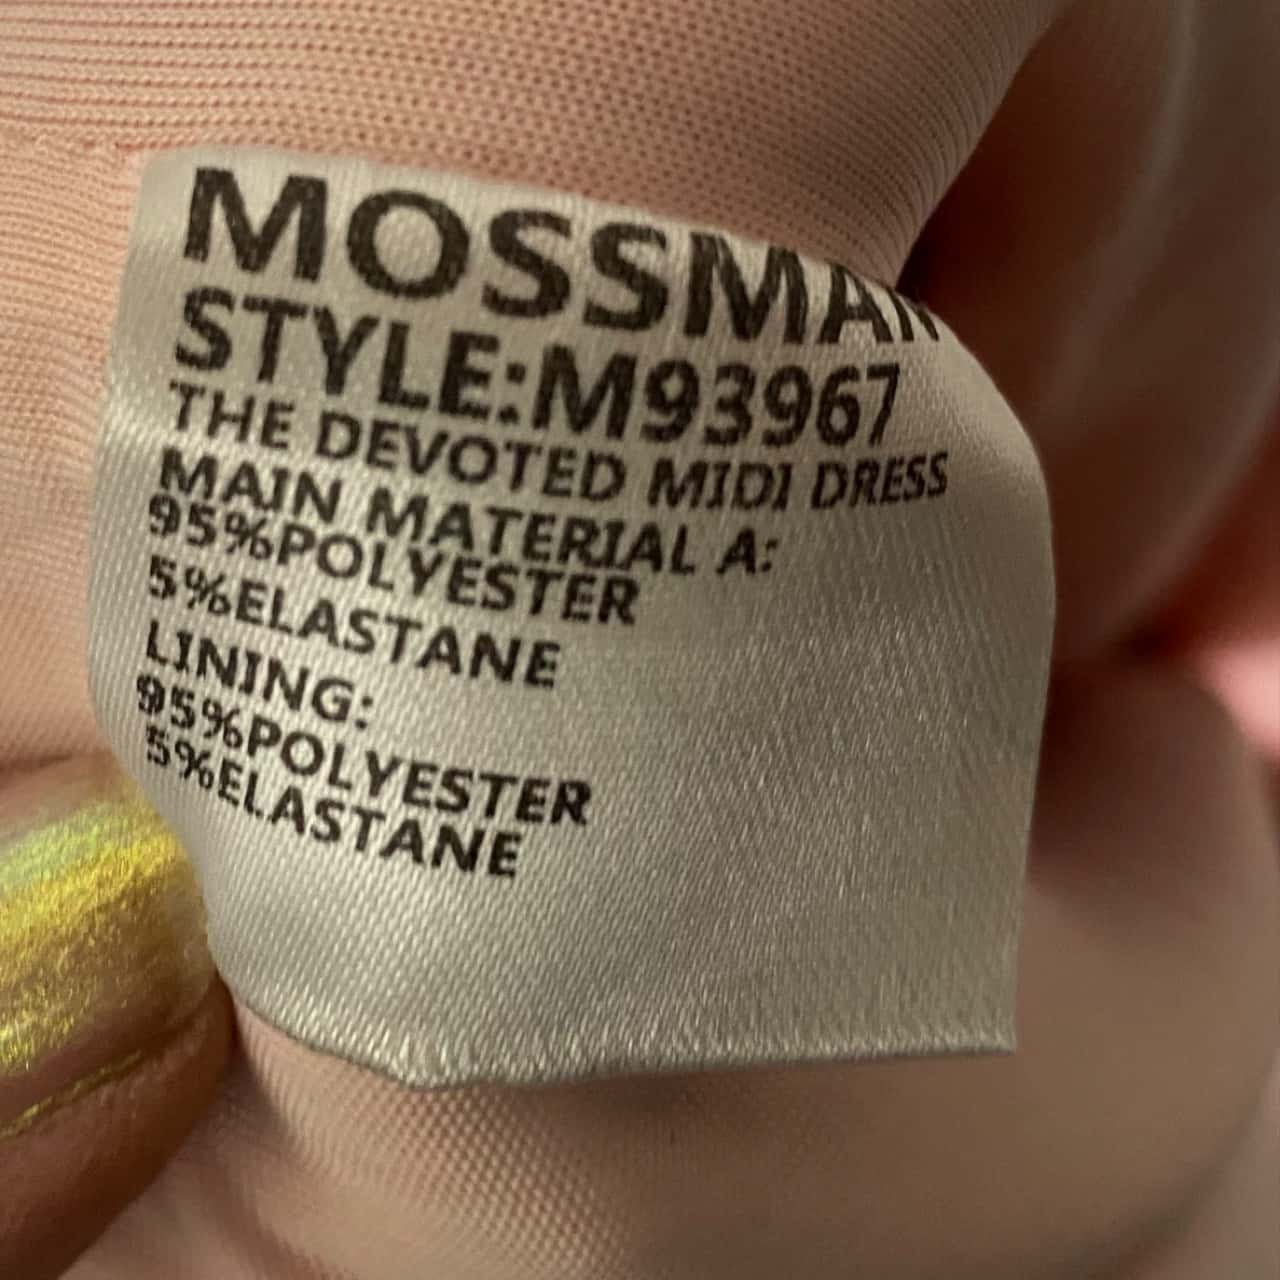 MOSSMAN
STYLE:M93967
THE DEVOTED MIDI DRESS
MAIN MATERIAL A:
95%POLYESTER
5%ELASTANE
LINING:
95%POLYESTER
5%ELASTANE